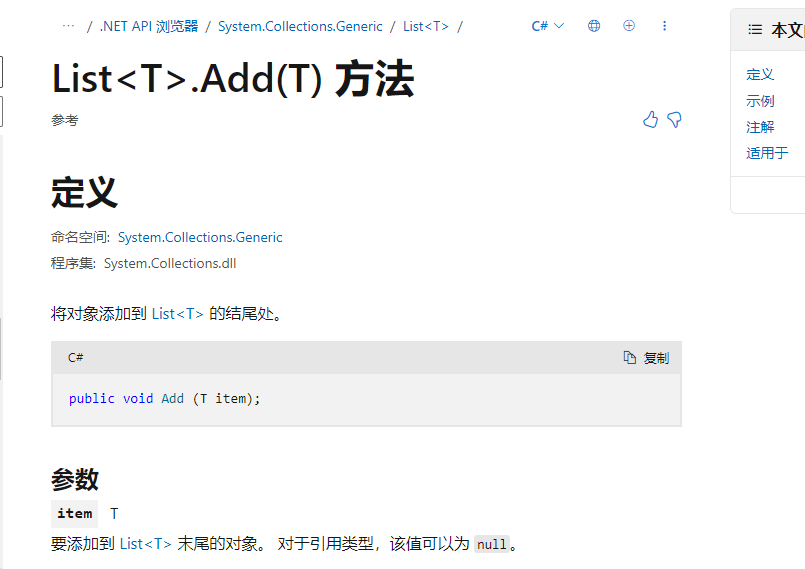 ··· / .NET API 浏览器 / System.Collections.Generic / List<T> / C#
List<T>.Add(T) 方法
参考
定义
命名空间: System.Collections.Generic
程序集: System.Collections.dll
将对象添加到 List<T> 的结尾处。
C# 复制
public void Add (T item);
参数
item T
要添加到 List<T> 末尾的对象。 对于引用类型，该值可以为 null。
本文
定义
示例
注解
适用于